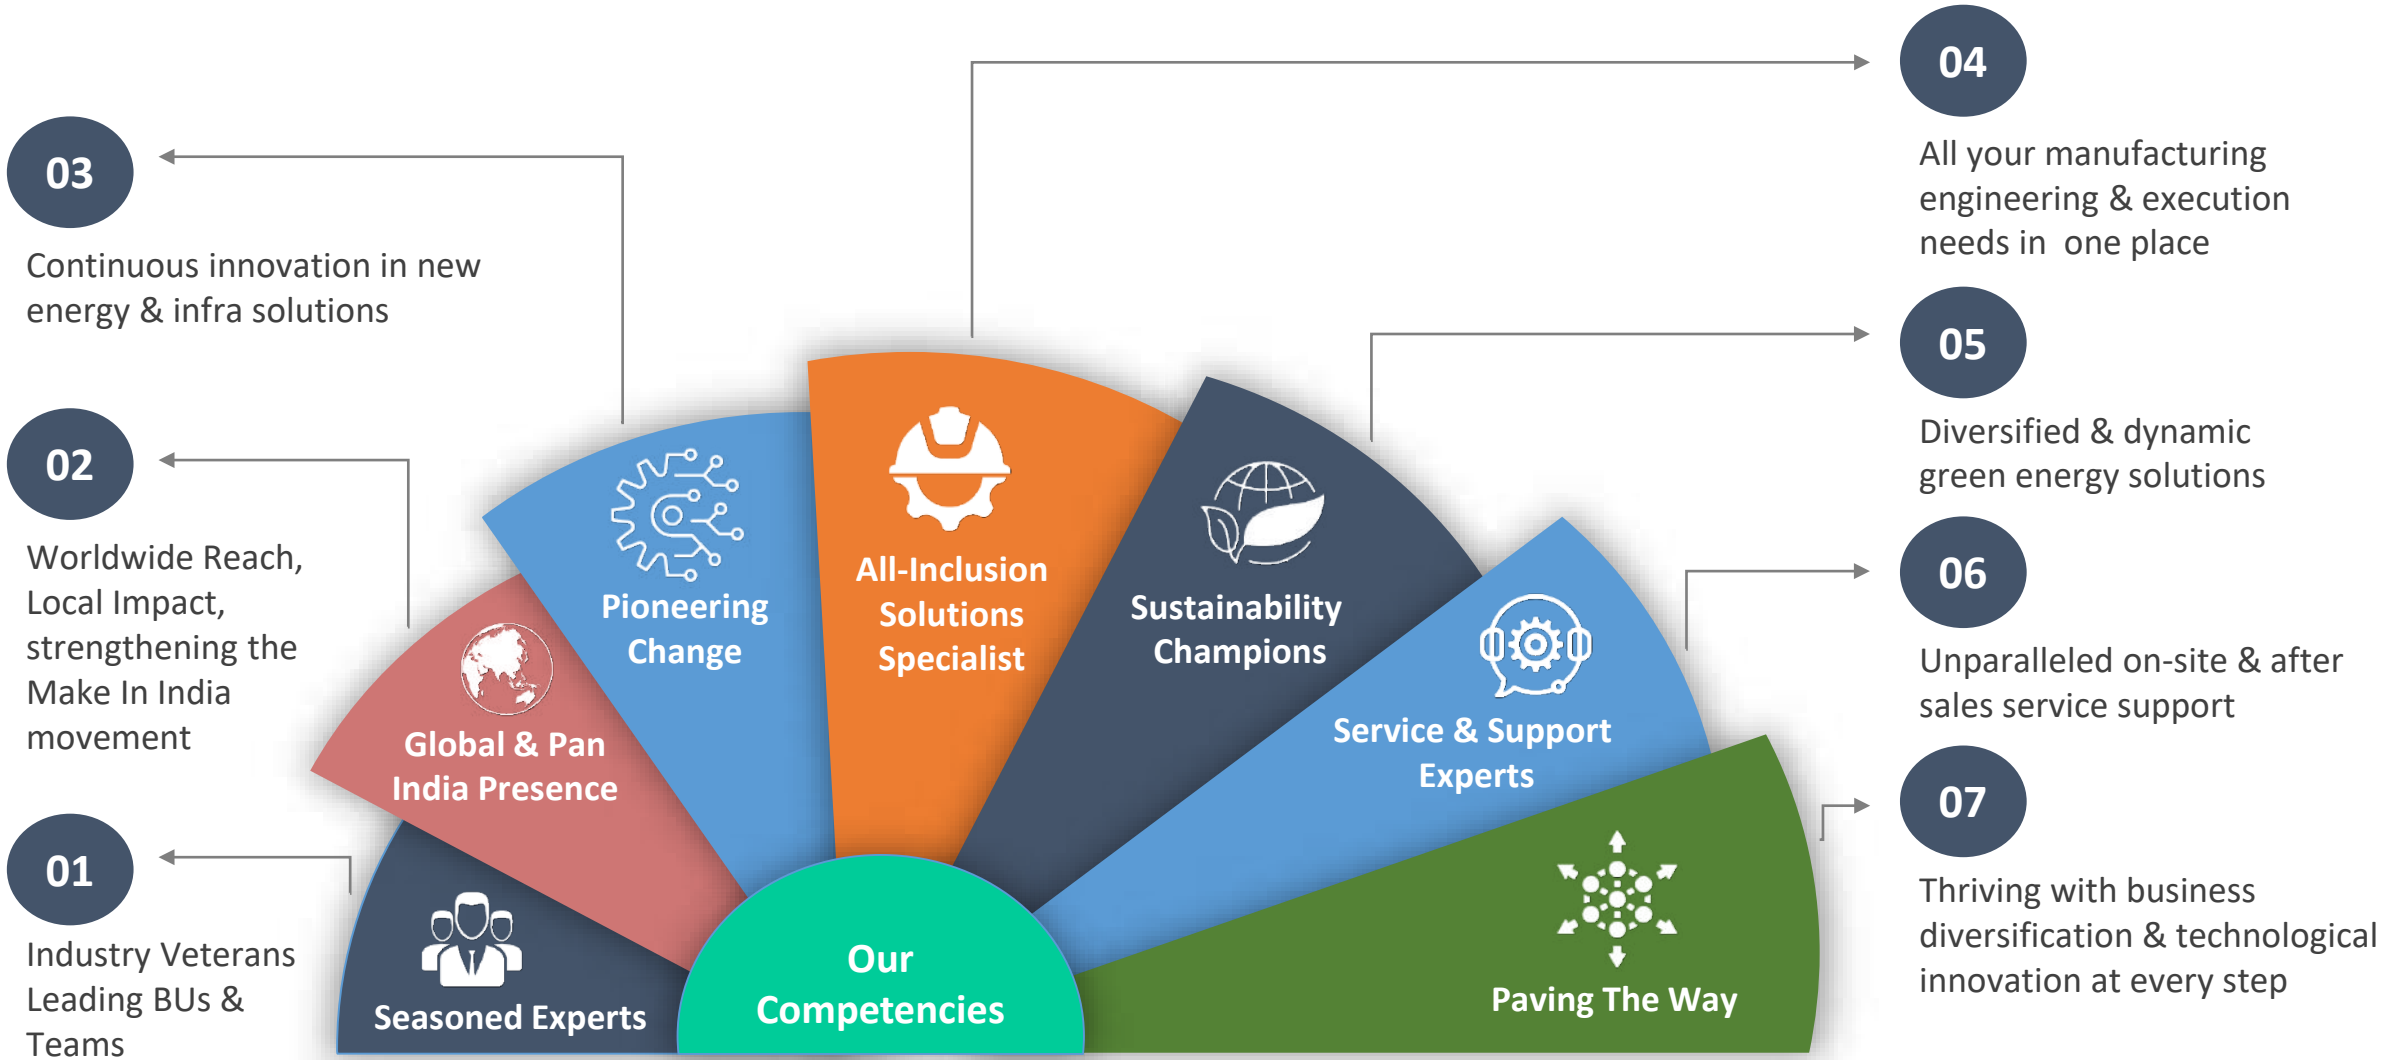 03
Continuous innovation in new
energy & infra solutions
02
Worldwide Reach,
Local Impact,
strengthening the
Make In India
movement
01
Industry Veterans
Leading BUs &
Teams
04
All your manufacturing
engineering & execution
needs in  one place
05
Diversified & dynamic
green energy solutions
06
Unparalleled on-site & after
sales service support
07
Thriving with business
diversification & technological
innovation at every step
Seasoned Experts
Global & Pan
India Presence
Pioneering
Change
All-Inclusion
Solutions
Specialist
Sustainability
Champions
Service & Support
Experts
Paving The Way
Our
Competencies